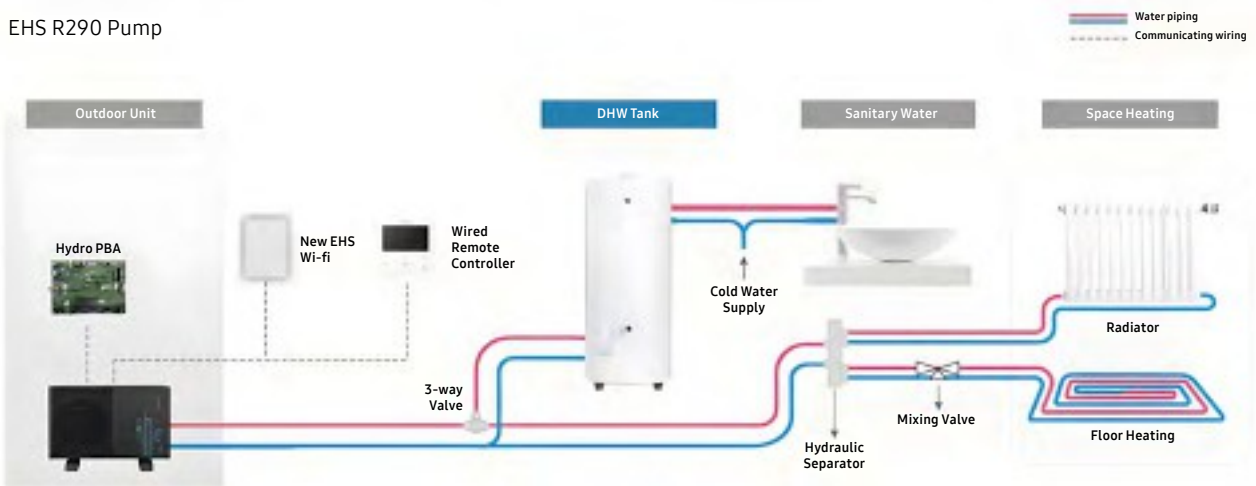 EHS R290 Pump
Water piping
Communicating wiring
Outdoor Unit
DHW Tank
Sanitary Water
Space Heating
Hydro PBA
New EHS
Wi-fi
Wired
Remote
Controller
Cold Water
Supply
Radiator
3-way
Valve
Mixing Valve
Floor Heating
Hydraulic
Separator